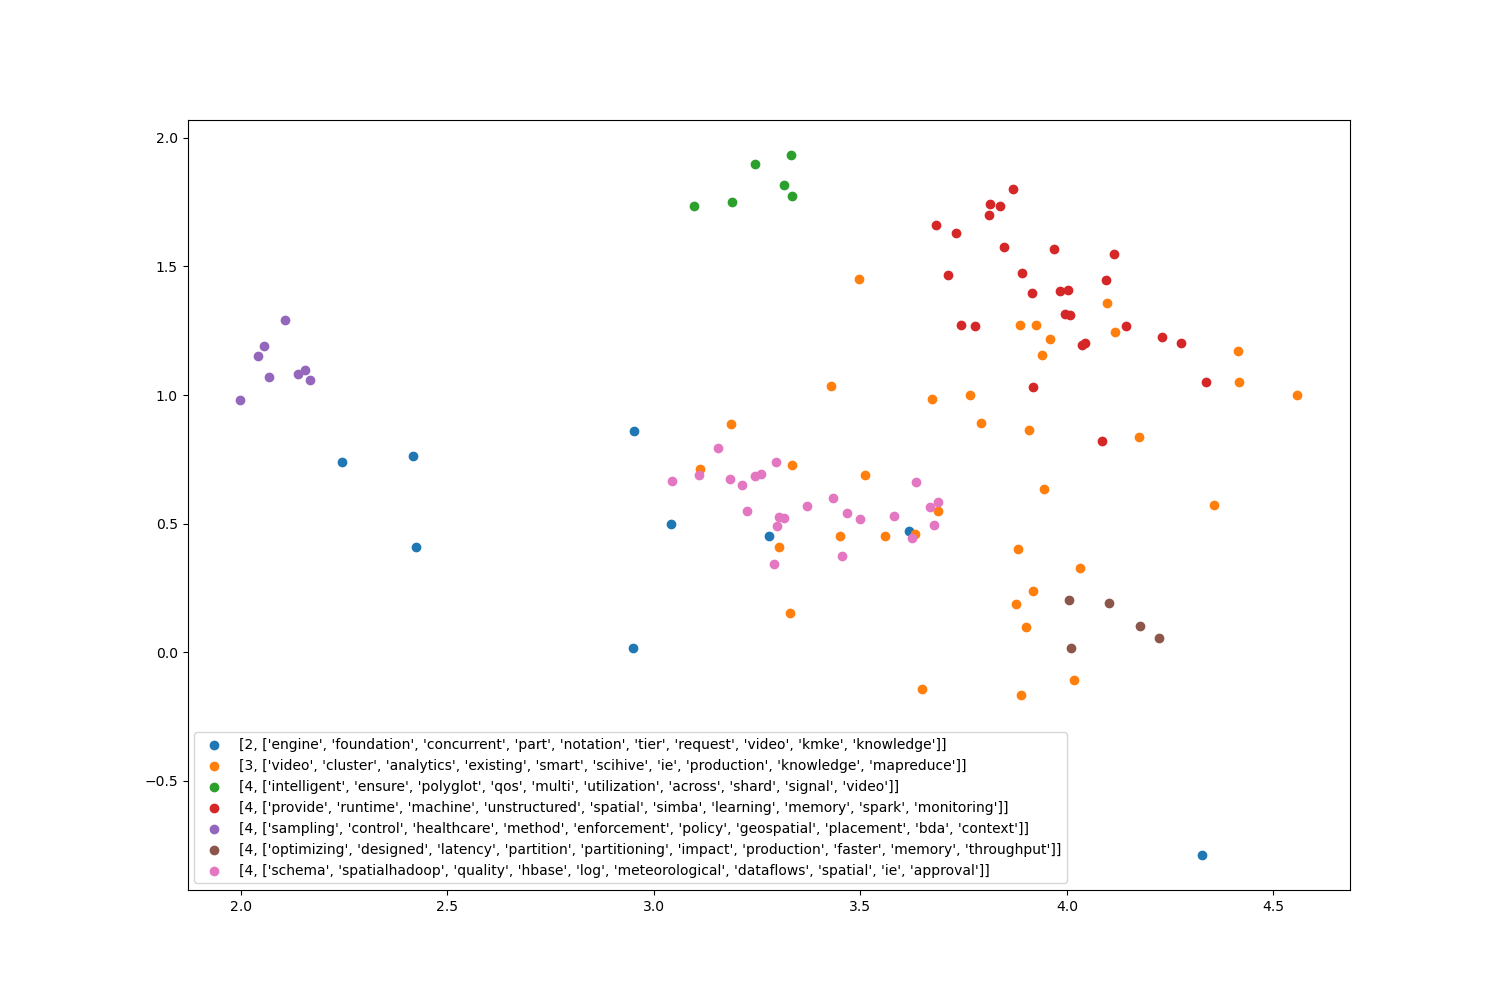 2.0
1.5
1.0
0.5
0.0
−0.5
[2, ['engine', 'foundation', 'concurrent', 'part', 'notation', 'tier', 'request', 'video', 'kmke', 'knowledge']]
[3, ['video', 'cluster', 'analytics', 'existing', 'smart', 'scihive', 'ie', 'production', 'knowledge', 'mapreduce']]
[4, ['intelligent', 'ensure', 'polyglot', 'qos', 'multi', 'utilization', 'across', 'shard', 'signal', 'video']]
[4, ['provide', 'runtime', 'machine', 'unstructured', 'spatial', 'simba', 'learning', 'memory', 'spark', 'monitoring']]
[4, ['sampling', 'control', 'healthcare', 'method', 'enforcement', 'policy', 'geospatial', 'placement', 'bda', 'context']]
[4, ['optimizing', 'designed', 'latency', 'partition', 'partitioning', 'impact', 'production', 'faster', 'memory', 'throughput']]
[4, ['schema', 'spatialhadoop', 'quality', 'hbase', 'log', 'meteorological', 'dataflows', 'spatial', 'ie', 'approval']]
2.0 2.5 3.0 3.5 4.0 4.5